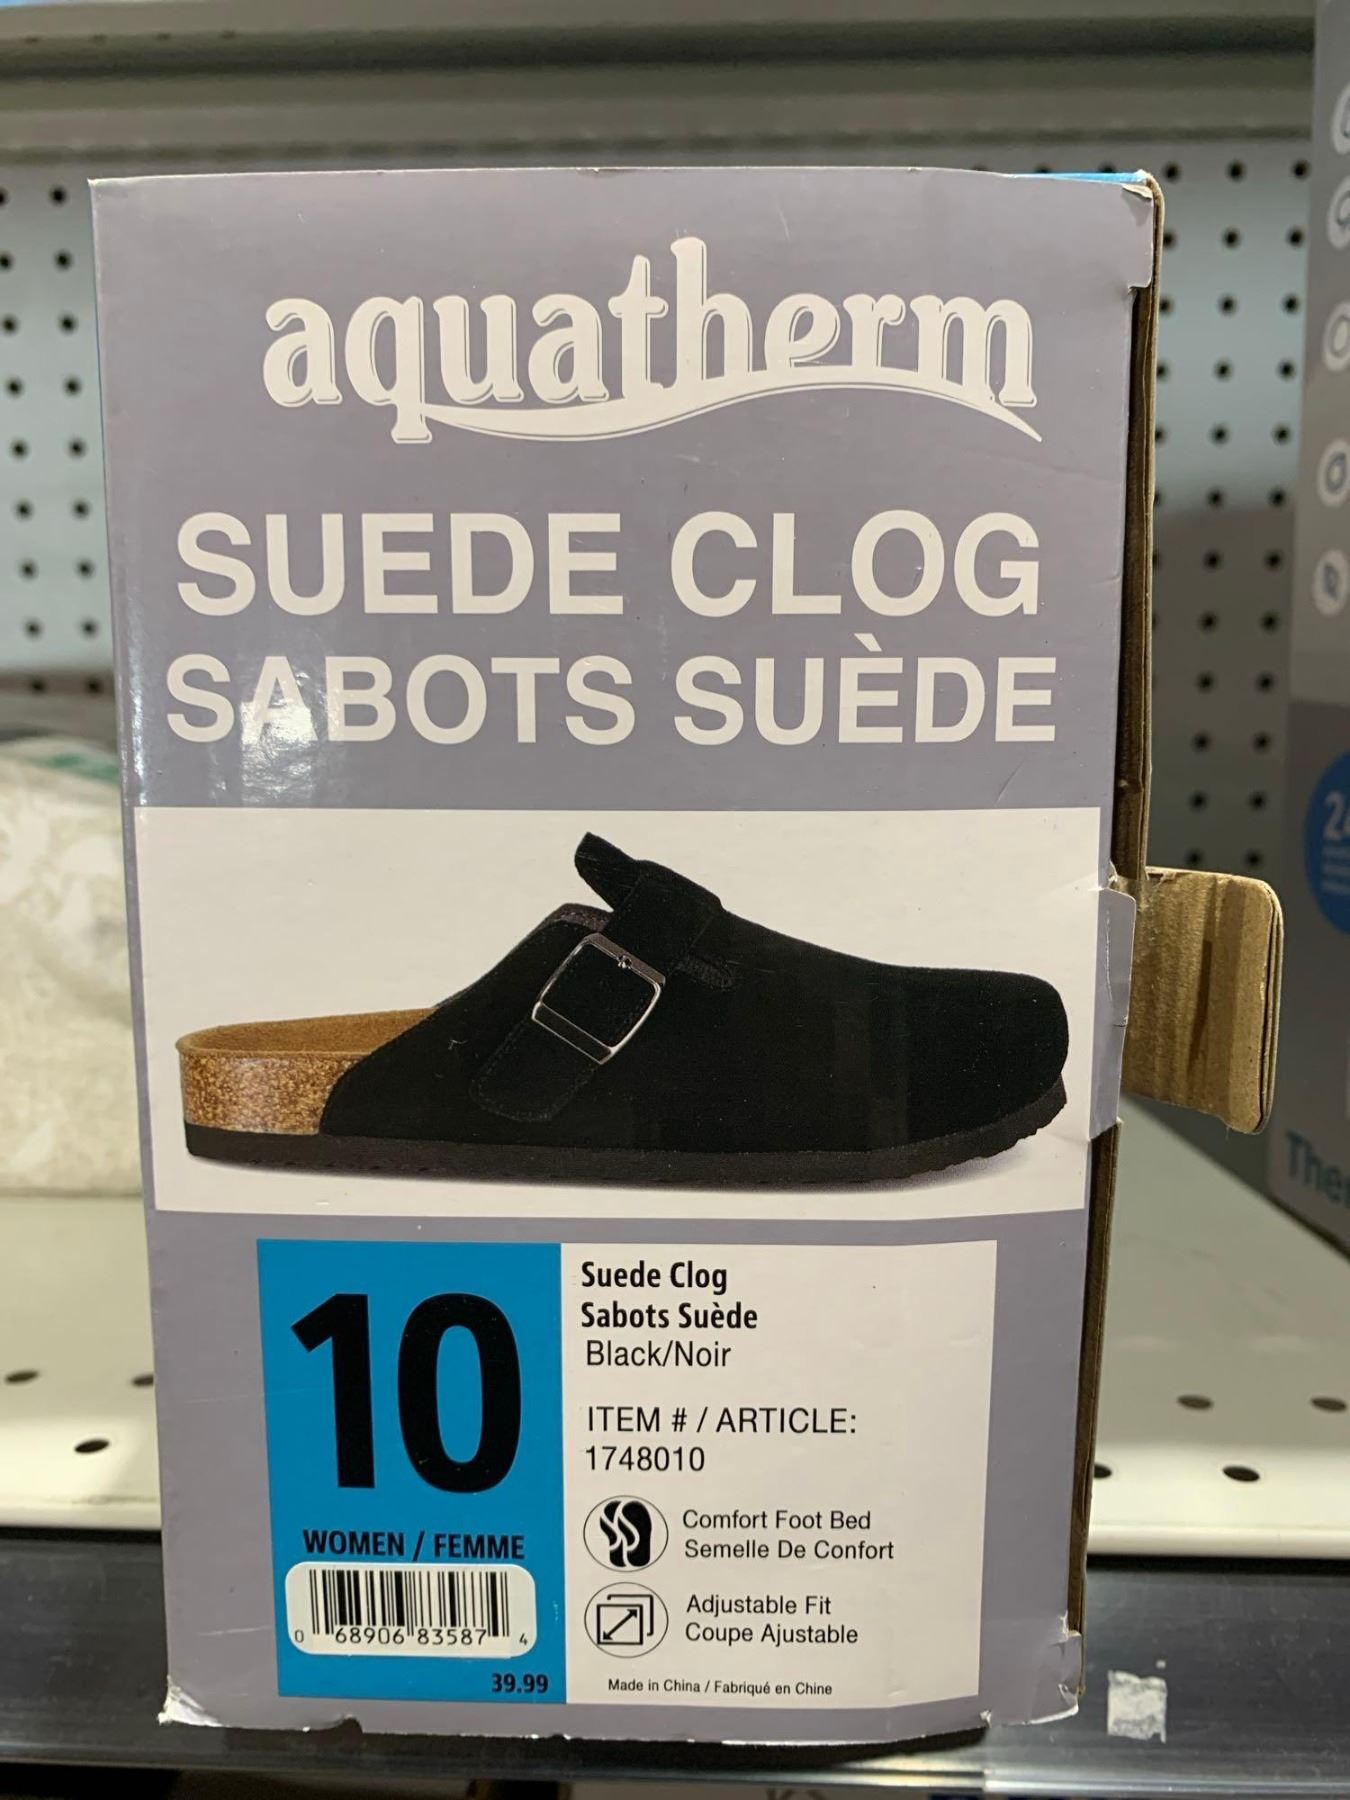 aquatherm
SUEDE CLOG
SABOTS SUÈDE
10
WOMEN / FEMME
0 68906 83587 4
39.99
Suede Clog
Sabots Suède
Black/Noir
ITEM # / ARTICLE:
1748010
Comfort Foot Bed
Semelle De Confort
Adjustable Fit
Coupe Ajustable
Made in China / Fabriqué en Chine